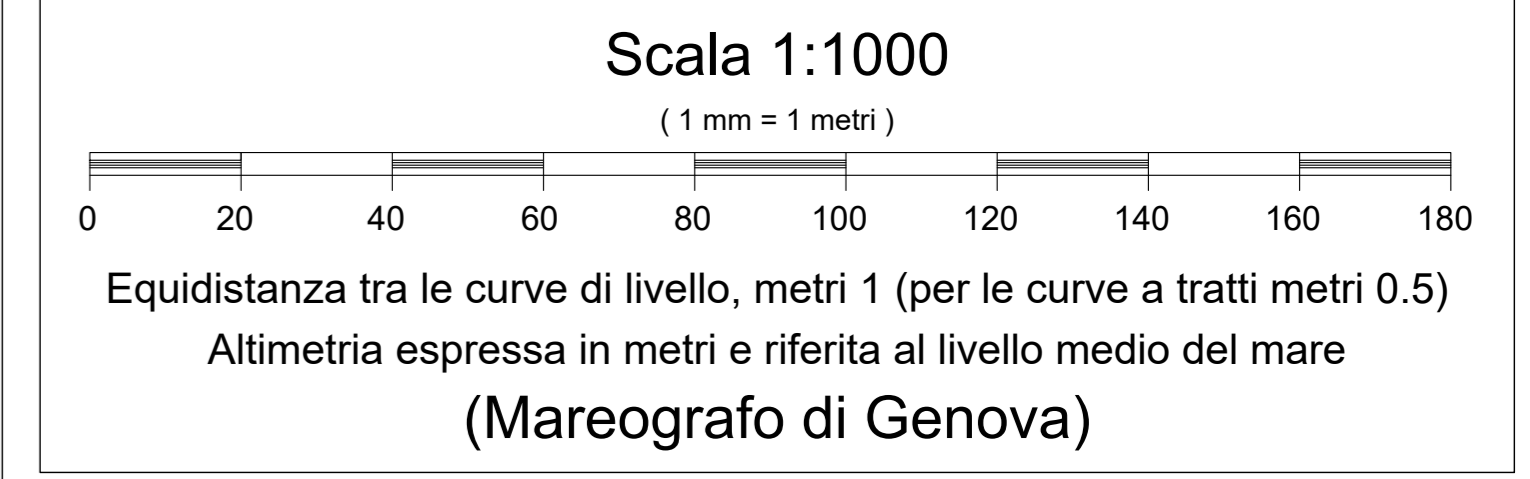 Scala 1:1000
( 1 mm = 1 metri )
0 20 40 60 80 100 120 140 160 180
Equidistanza tra le curve di livello, metri 1 (per le curve a tratti metri 0.5)
Altimetria espressa in metri e riferita al livello medio del mare
(Mareografo di Genova)